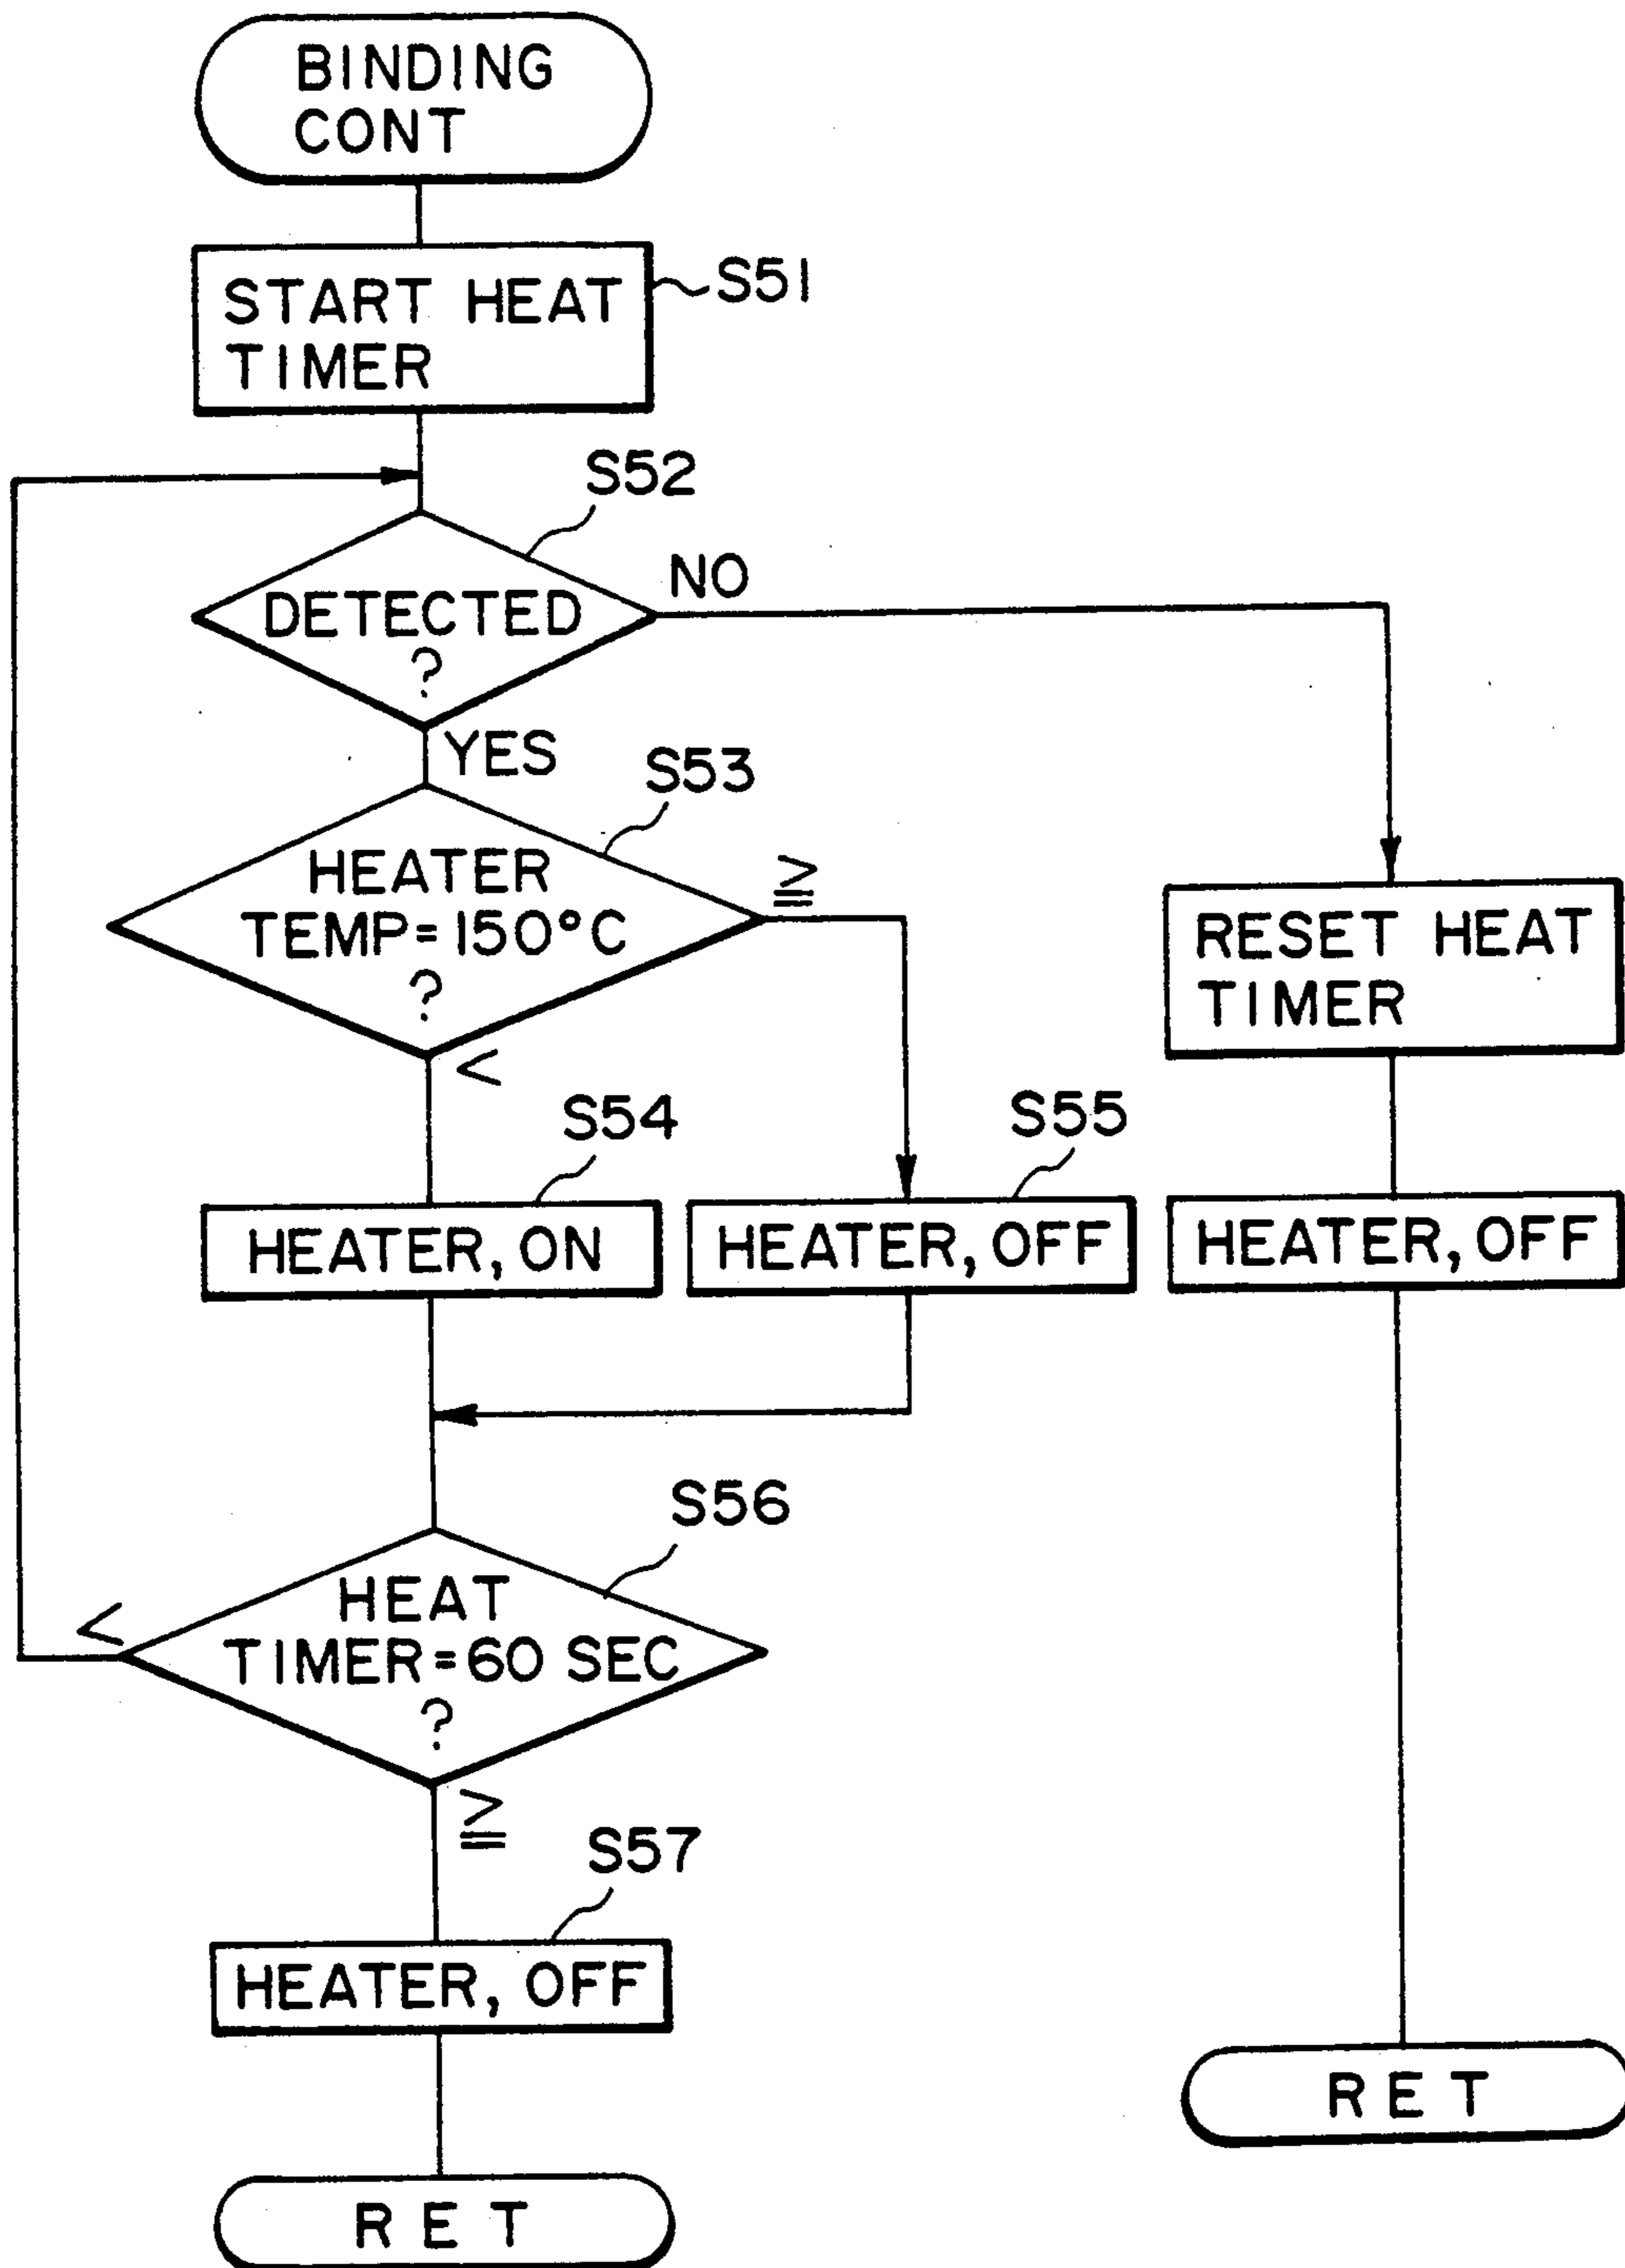 BINDING
CONT
START HEAT
TIMER
S51
S52
DETECTED
?
NO
YES
S53
HEATER
TEMP=150°C
?
≧
<
RESET HEAT
TIMER
S54
HEATER, ON
S55
HEATER, OFF
HEATER, OFF
S56
HEAT
TIMER=60 SEC
?
<
≧
S57
HEATER, OFF
RET
RET